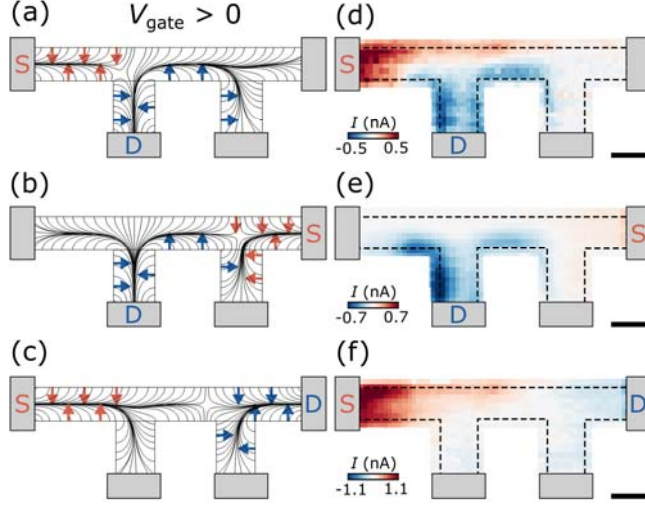 (a) V_gate > 0 (d)
S D
S D
I (nA)
-0.5 0.5
(b) (e)
S D
S D
I (nA)
-0.7 0.7
(c) (f)
S D
S D
I (nA)
-1.1 1.1